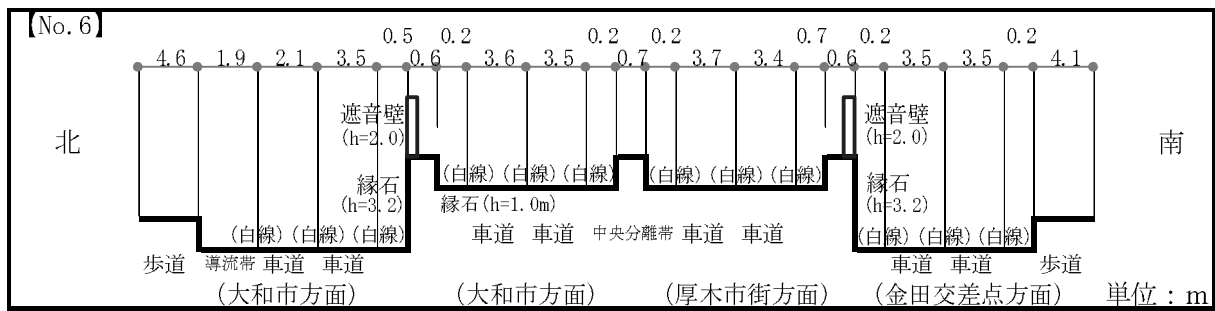 【No.6】
0.5 0.2 0.2 0.2 0.7 0.2 0.2
4.6 1.9 2.1 3.5 0.6 3.6 3.5 0.7 3.7 3.4 0.6 3.5 3.5 4.1
遮音壁 遮音壁
(h=2.0) (h=2.0)
北 南
(白線) (白線) (白線) (白線) (白線) (白線)
縁石 縁石
(h=3.2) 縁石(h=1.0m) (h=3.2)
(白線) (白線) (白線) 車道 車道 中央分離帯 車道 車道 (白線) (白線) (白線)
歩道 導流帯 車道 車道 車道 車道 歩道
(大和市方面) (大和市方面) (厚木市街方面) (金田交差点方面) 単位：m